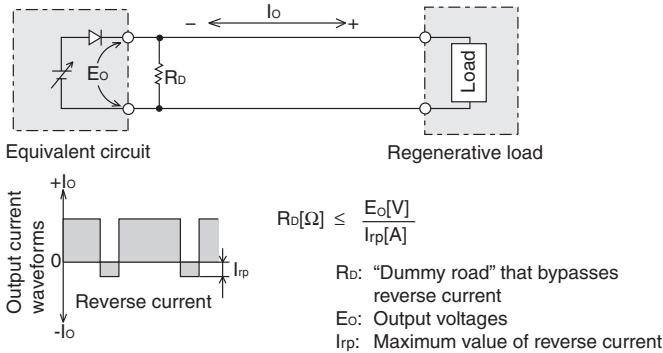 − Io +
Eo
RD
Load
Equivalent circuit
Regenerative load
+Io
Output current
waveforms
0
Irp
Reverse current
-Io
RD[Ω] ≤ Eo[V]
Irp[A]
RD: “Dummy road” that bypasses
reverse current
Eo: Output voltages
Irp: Maximum value of reverse current